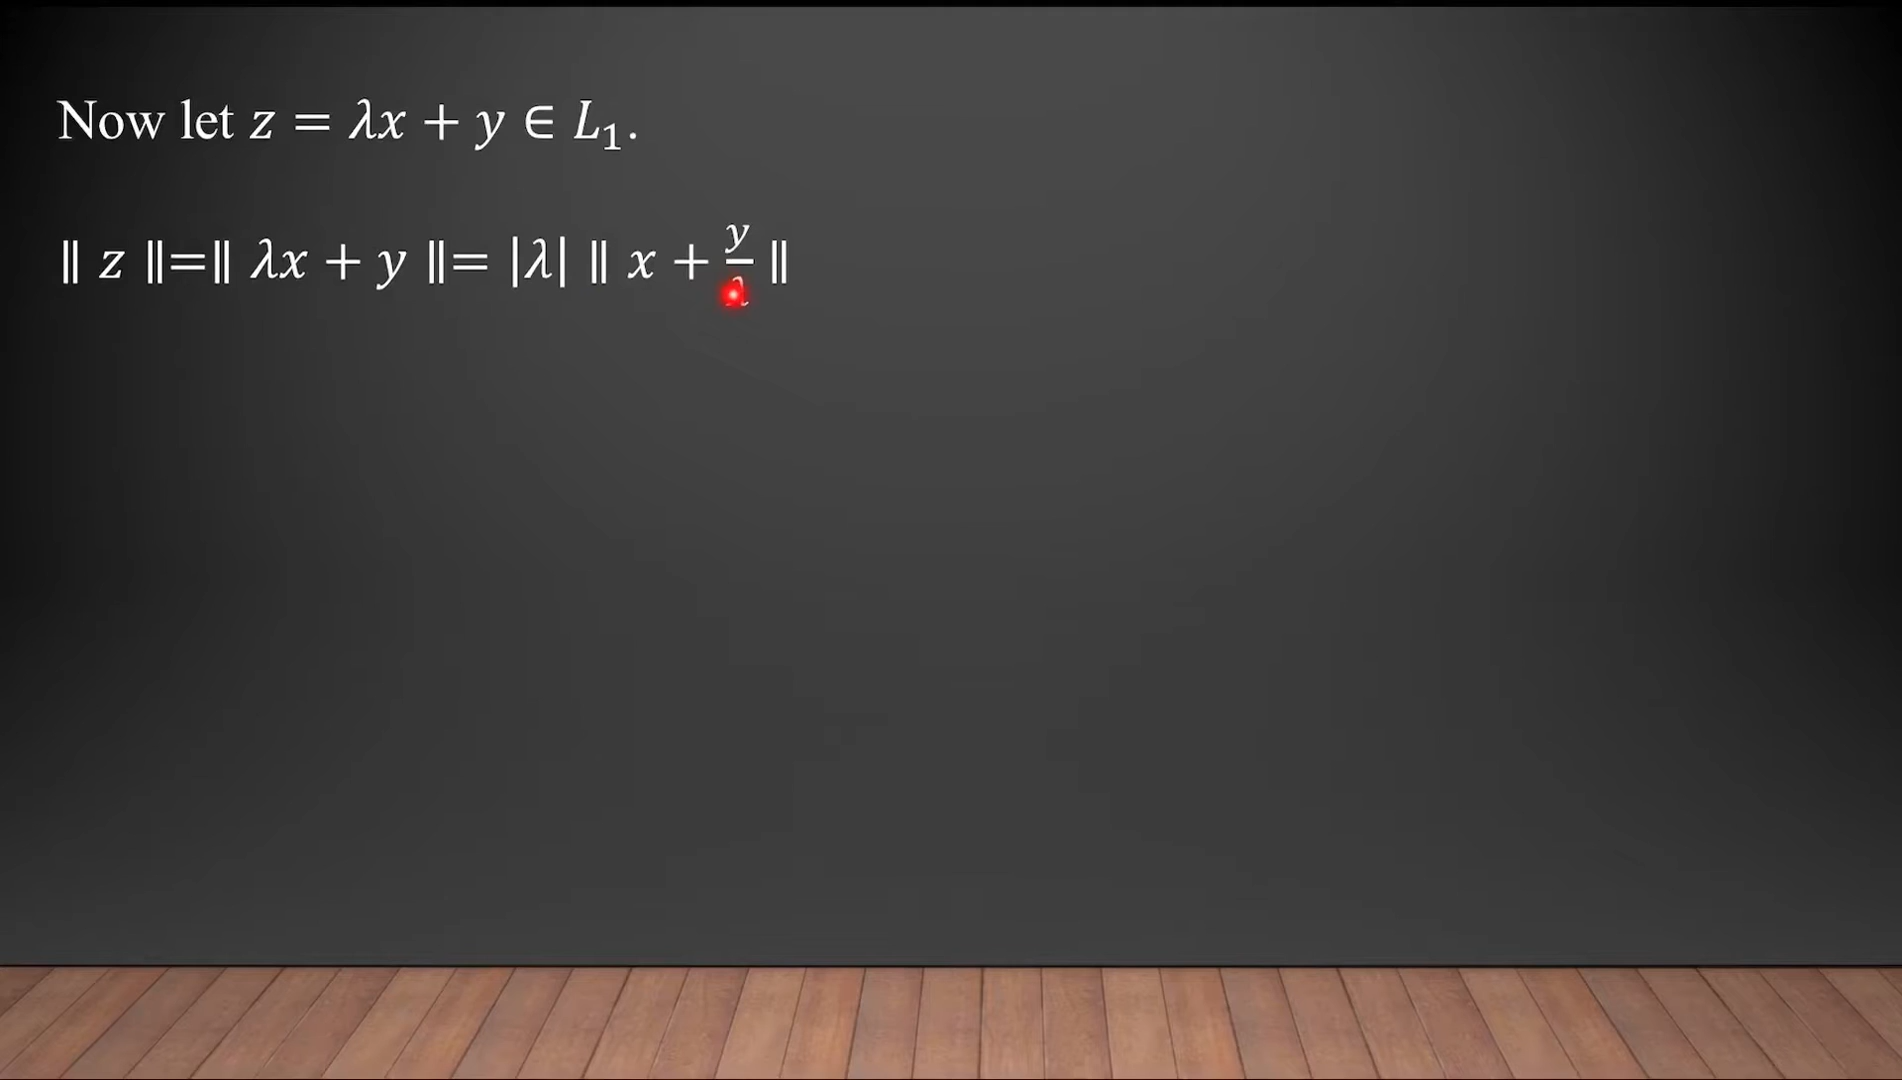 Now let 𝑧 = 𝜆𝑥 + 𝑦 ∈ 𝐿₁.
∥ 𝑧 ∥=∥ 𝜆𝑥 + 𝑦 ∥= |𝜆| ∥ 𝑥 + 𝑦/𝜆 ∥